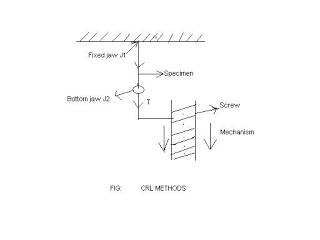 Fixed jaw J1
Specimen
Bottom jaw J2
T
Screw
Mechanism
FIG: CRL METHODS